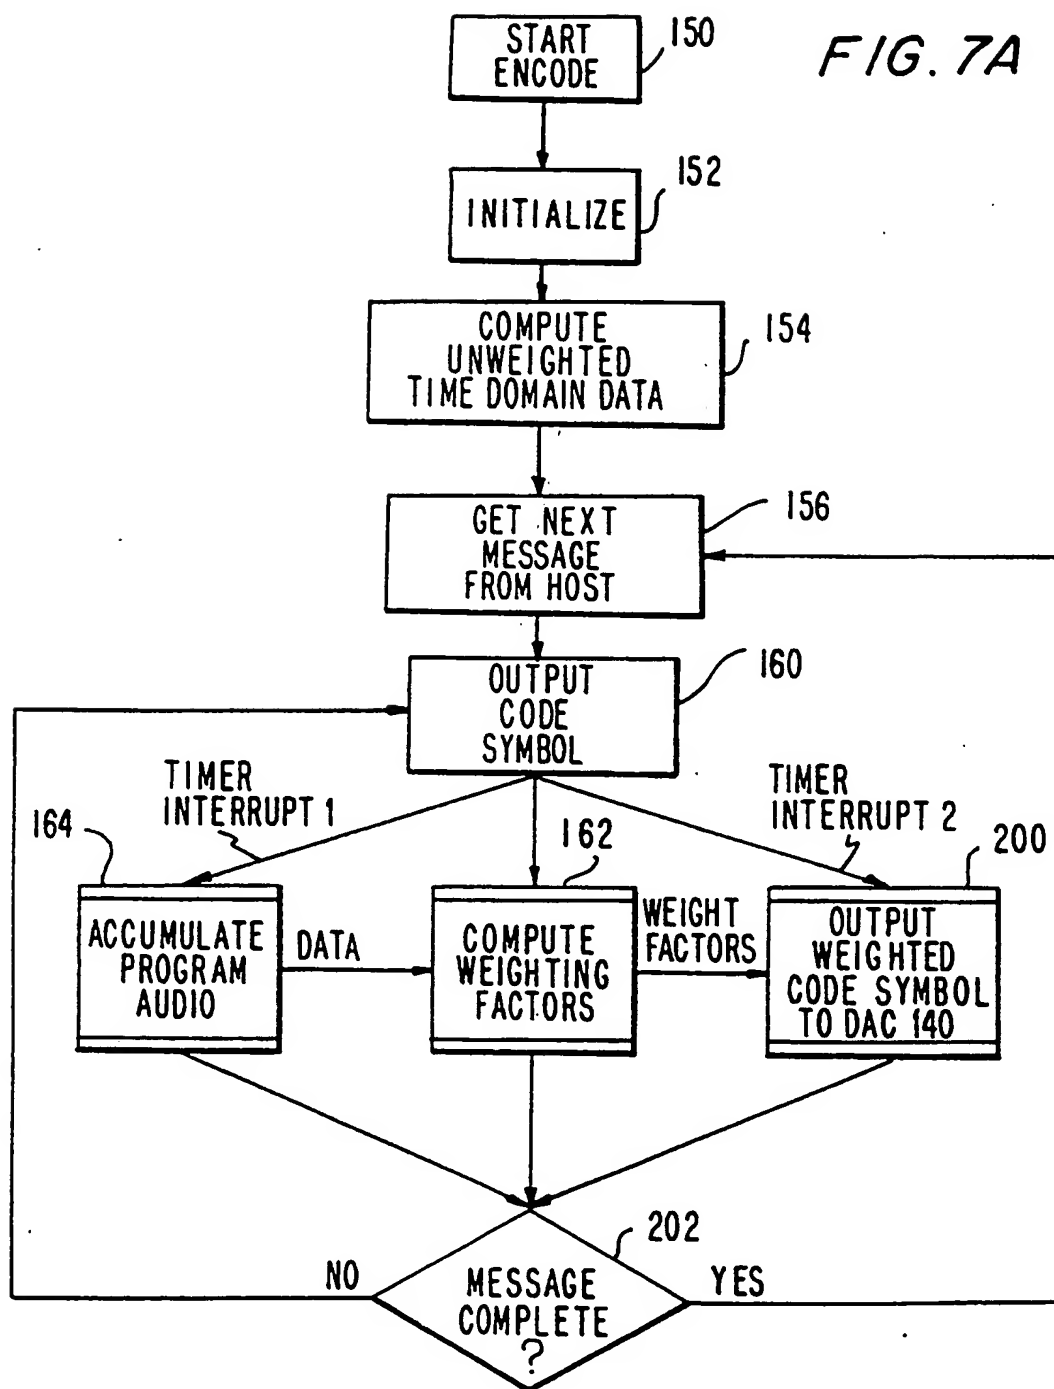 START
ENCODE
150
FIG. 7A
INITIALIZE
152
COMPUTE
UNWEIGHTED
TIME DOMAIN DATA
154
GET NEXT
MESSAGE
FROM HOST
156
OUTPUT
CODE
SYMBOL
160
TIMER
INTERRUPT 1
TIMER
INTERRUPT 2
164
162
200
ACCUMULATE
PROGRAM
AUDIO
DATA
COMPUTE
WEIGHTING
FACTORS
WEIGHT
FACTORS
OUTPUT
WEIGHTED
CODE SYMBOL
TO DAC 140
202
NO
MESSAGE
COMPLETE
?
YES